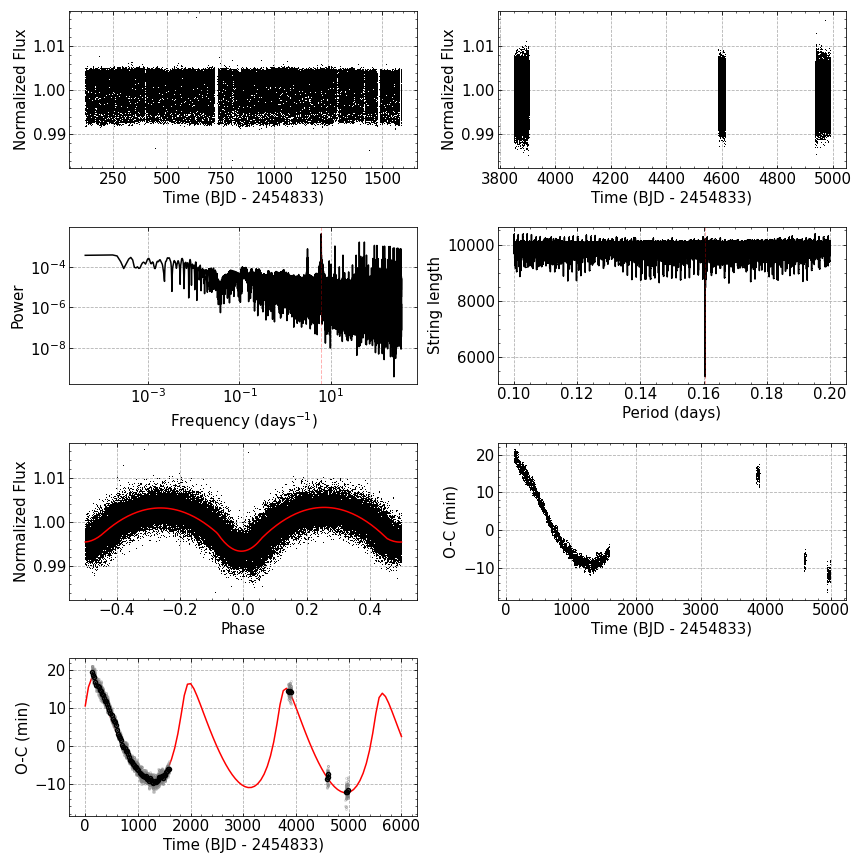 Normalized Flux
1.01
1.00
0.99
250 500 750 1000 1250 1500
Time (BJD - 2454833)
Normalized Flux
1.01
1.00
0.99
3800 4000 4200 4400 4600 4800 5000
Time (BJD - 2454833)
Power
10⁻⁴
10⁻⁶
10⁻⁸
10⁻³ 10⁻¹ 10¹
Frequency (days⁻¹)
String length
10000
8000
6000
0.10 0.12 0.14 0.16 0.18 0.20
Period (days)
Normalized Flux
1.01
1.00
0.99
−0.4 −0.2 0.0 0.2 0.4
Phase
O-C (min)
20
10
0
−10
0 1000 2000 3000 4000 5000
Time (BJD - 2454833)
O-C (min)
20
10
0
−10
0 1000 2000 3000 4000 5000 6000
Time (BJD - 2454833)